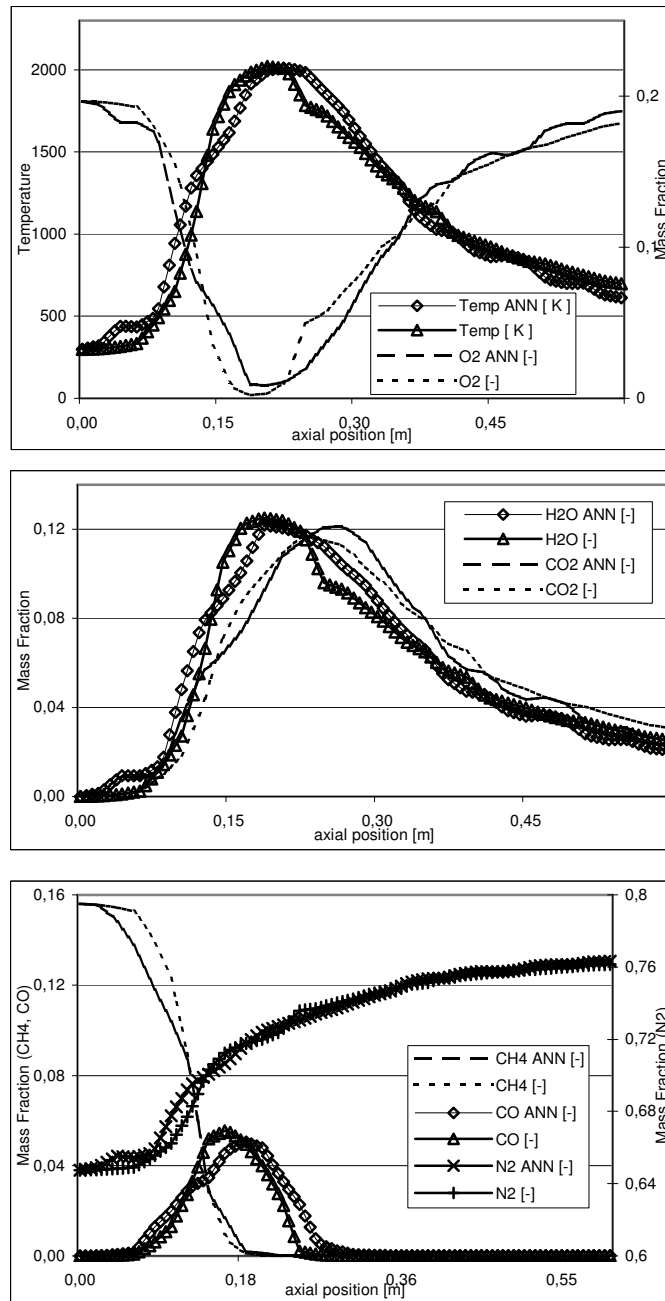 2000
1500
1000
500
0
Temperature
0,2
0,1
0
Mass Fraction
Temp ANN [ K ]
Temp [ K ]
O2 ANN [-]
O2 [-]
0,00
0,15
0,30
0,45
axial position [m]
0,12
0,08
0,04
0,00
Mass Fraction
H2O ANN [-]
H2O [-]
CO2 ANN [-]
CO2 [-]
0,00
0,15
0,30
0,45
axial position [m]
0,16
0,12
0,08
0,04
0,00
Mass Fraction (CH4, CO)
0,8
0,76
0,72
0,68
0,64
0,6
Mass Fraction (N2)
CH4 ANN [-]
CH4 [-]
CO ANN [-]
CO [-]
N2 ANN [-]
N2 [-]
0,00
0,18
0,36
0,55
axial position [m]